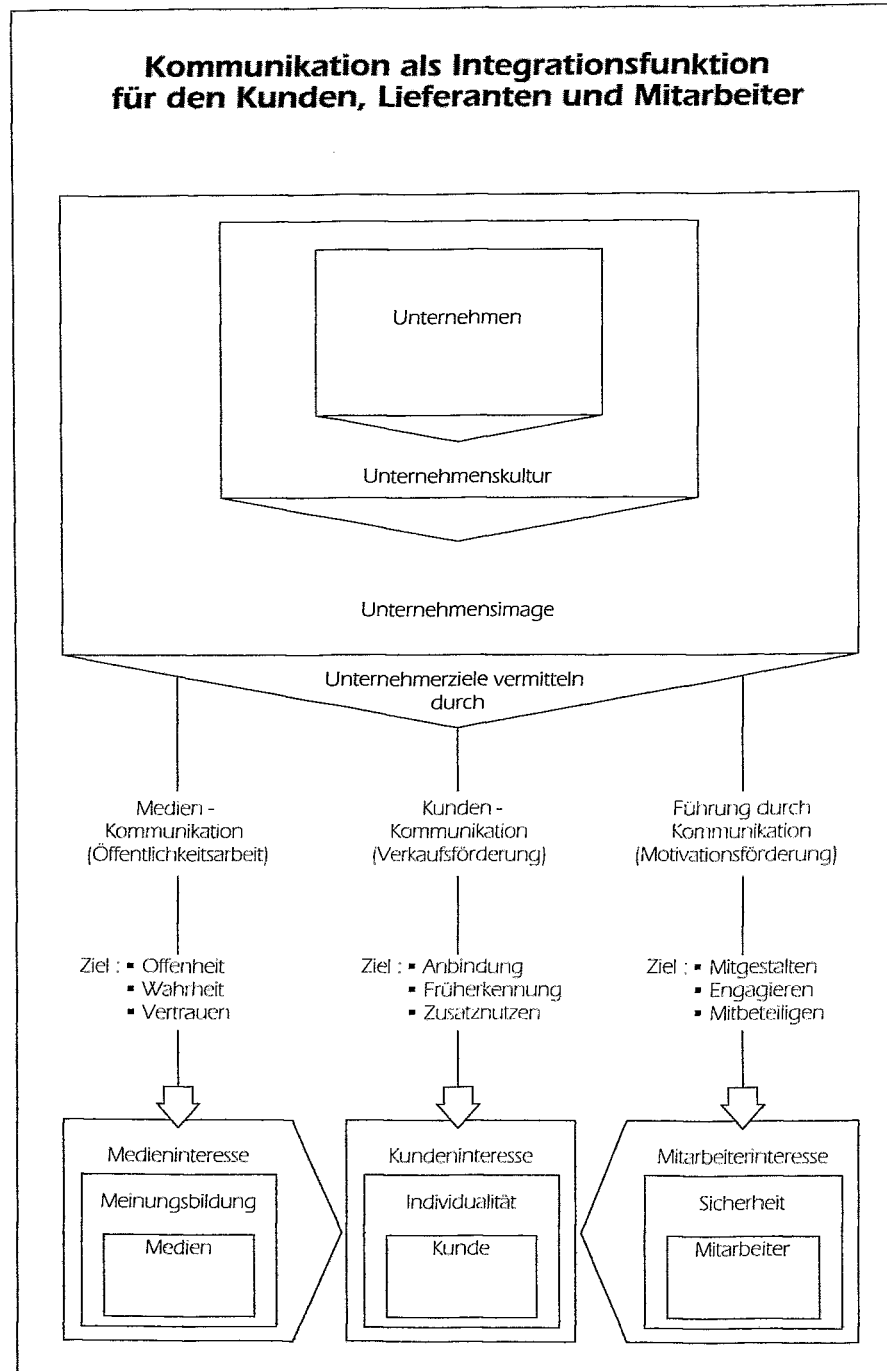 Kommunikation als Integrationsfunktion
für den Kunden, Lieferanten und Mitarbeiter
Unternehmen
Unternehmenskultur
Unternehmensimage
Unternehmerziele vermitteln
durch
Medien -
Kommunikation
(Öffentlichkeitsarbeit)
Ziel : ▪ Offenheit
▪ Wahrheit
▪ Vertrauen
Kunden -
Kommunikation
(Verkaufsförderung)
Ziel : ▪ Anbindung
▪ Früherkennung
▪ Zusatznutzen
Führung durch
Kommunikation
(Motivationsförderung)
Ziel : ▪ Mitgestalten
▪ Engagieren
▪ Mitbeteiligen
Medieninteresse
Meinungsbildung
Medien
Kundeninteresse
Individualität
Kunde
Mitarbeiterinteresse
Sicherheit
Mitarbeiter